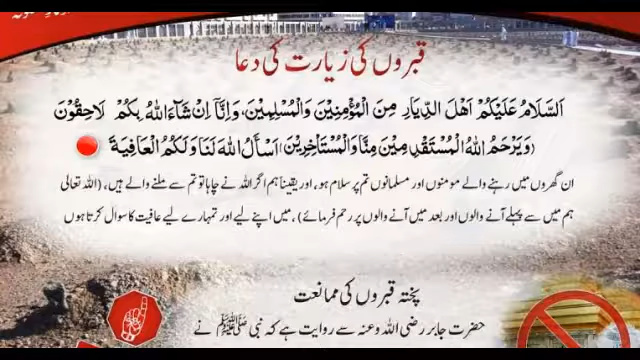 قبروں کی زیارت کی دعا
اَلسَّلَامُ عَلَيْكُمْ اَهْلَ الدِّيَارِ مِنَ الْمُؤْمِنِيْنَ وَالْمُسْلِمِيْنَ، وَاِنَّآ اِنْ شَآءَ اللهُ بِكُمْ لَاحِقُوْنَ
(وَيَرْحَمُ اللهُ الْمُسْتَقْدِمِيْنَ مِنَّا وَالْمُسْتَاْخِرِيْنَ) اَسْأَلُ اللهَ لَنَا وَلَكُمُ الْعَافِيَةَ
ان گھروں میں رہنے والے مومنوں اور مسلمانوں تم پر سلام ہو، اور یقیناً ہم اگر اللہ نے چاہا تو تم سے ملنے والے ہیں، (اللہ تعالی
ہم میں سے پہلے آنے والوں اور بعد میں آنے والوں پر رحم فرمائے)، میں اپنے لیے اور تمہارے لیے عافیت کا سوال کرتا ہوں
پختہ قبروں کی ممانعت
حضرت جابر رضی اللہ وعنہ سے روایت ہے کہ نبی ﷺ نے